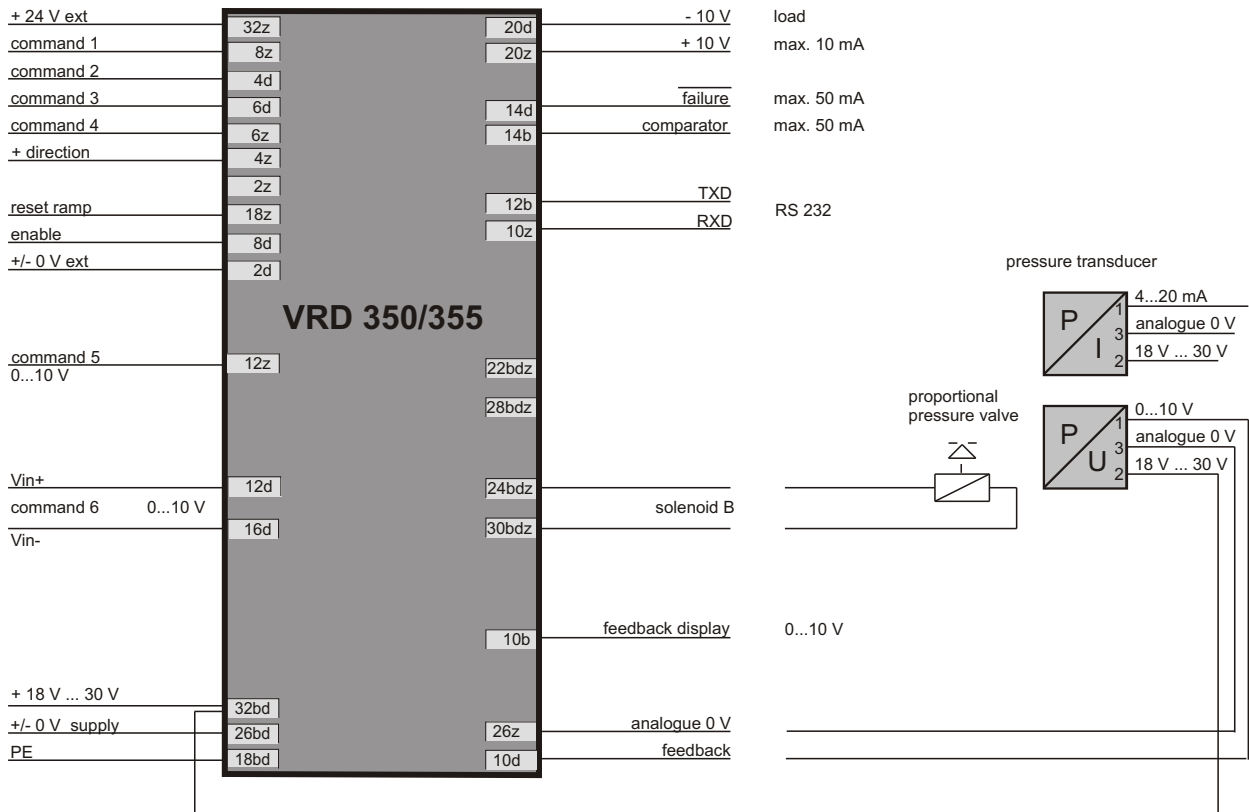 + 24 V ext
command 1
command 2
command 3
command 4
+ direction
reset ramp
enable
+/- 0 V ext
command 5
0...10 V
Vin+
command 6 0...10 V
Vin-
+ 18 V ... 30 V
+/- 0 V supply
PE
32z
8z
4d
6d
6z
4z
2z
18z
8d
2d
VRD 350/355
12z
12d
16d
32bd
26bd
18bd
20d
20z
14d
14b
12b
10z
22bdz
28bdz
24bdz
30bdz
10b
26z
10d
- 10 V load
+ 10 V max. 10 mA
failure max. 50 mA
comparator max. 50 mA
TXD
RS 232
RXD
solenoid B
feedback display 0...10 V
analogue 0 V
feedback
proportional
pressure valve
pressure transducer
P
I
1
3
2
4...20 mA
analogue 0 V
18 V ... 30 V
P
U
1
3
2
0...10 V
analogue 0 V
18 V ... 30 V